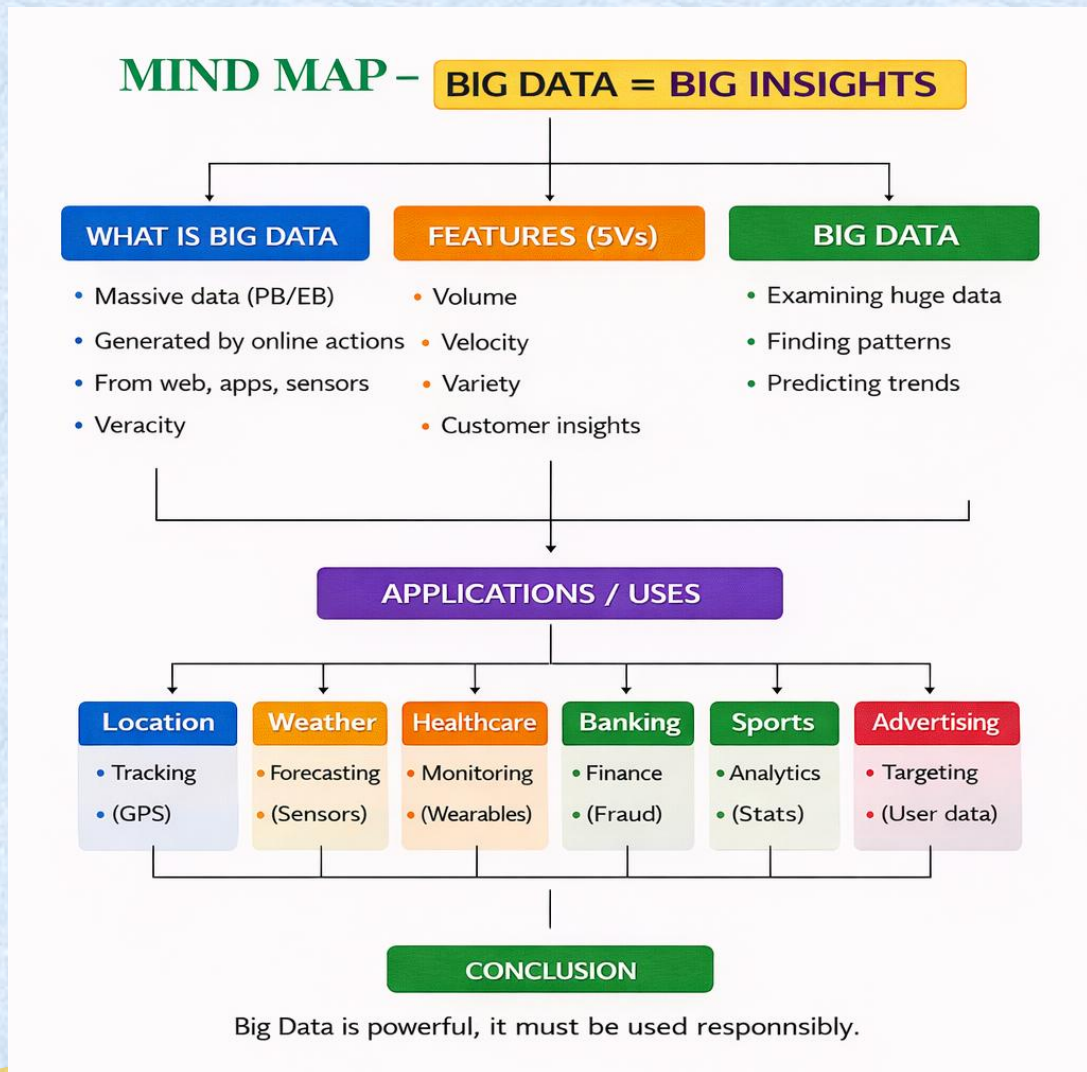 MIND MAP – BIG DATA = BIG INSIGHTS
WHAT IS BIG DATA
• Massive data (PB/EB)
• Generated by online actions
• From web, apps, sensors
• Veracity
FEATURES (5Vs)
• Volume
• Velocity
• Variety
• Customer insights
BIG DATA
• Examining huge data
• Finding patterns
• Predicting trends
APPLICATIONS / USES
Location
• Tracking
• (GPS)
Weather
• Forecasting
• (Sensors)
Healthcare
• Monitoring
• (Wearables)
Banking
• Finance
• (Fraud)
Sports
• Analytics
• (Stats)
Advertising
• Targeting
• (User data)
CONCLUSION
Big Data is powerful, it must be used responnsibly.